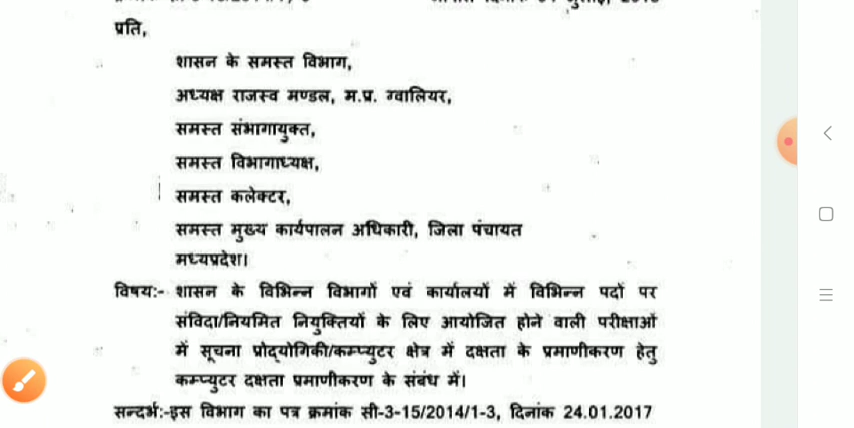 प्रति,
शासन के समस्त विभाग,
अध्यक्ष राजस्व मण्डल, म.प्र. ग्वालियर,
समस्त संभागायुक्त,
समस्त विभागाध्यक्ष,
समस्त कलेक्टर,
समस्त मुख्य कार्यपालन अधिकारी, जिला पंचायत
मध्यप्रदेश।
विषय:- शासन के विभिन्न विभागों एवं कार्यालयों में विभिन्न पदों पर
संविदा/नियमित नियुक्तियों के लिए आयोजित होने वाली परीक्षाओं
में सूचना प्रोद्योगिकी/कम्प्युटर क्षेत्र में दक्षता के प्रमाणीकरण हेतु
कम्प्युटर दक्षता प्रमाणीकरण के संबंध में।
सन्दर्भ:-इस विभाग का पत्र क्रमांक सी-3-15/2014/1-3, दिनांक 24.01.2017